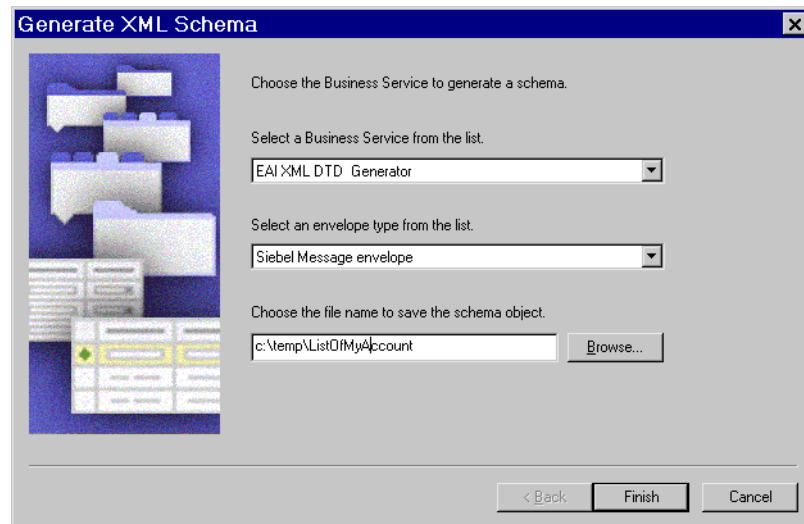 Generate XML Schema
Choose the Business Service to generate a schema.
Select a Business Service from the list.
EAI XML DTD  Generator
Select an envelope type from the list.
Siebel Message envelope
Choose the file name to save the schema object.
c:\temp\ListOfMyAccount
Browse...
< Back
Finish
Cancel